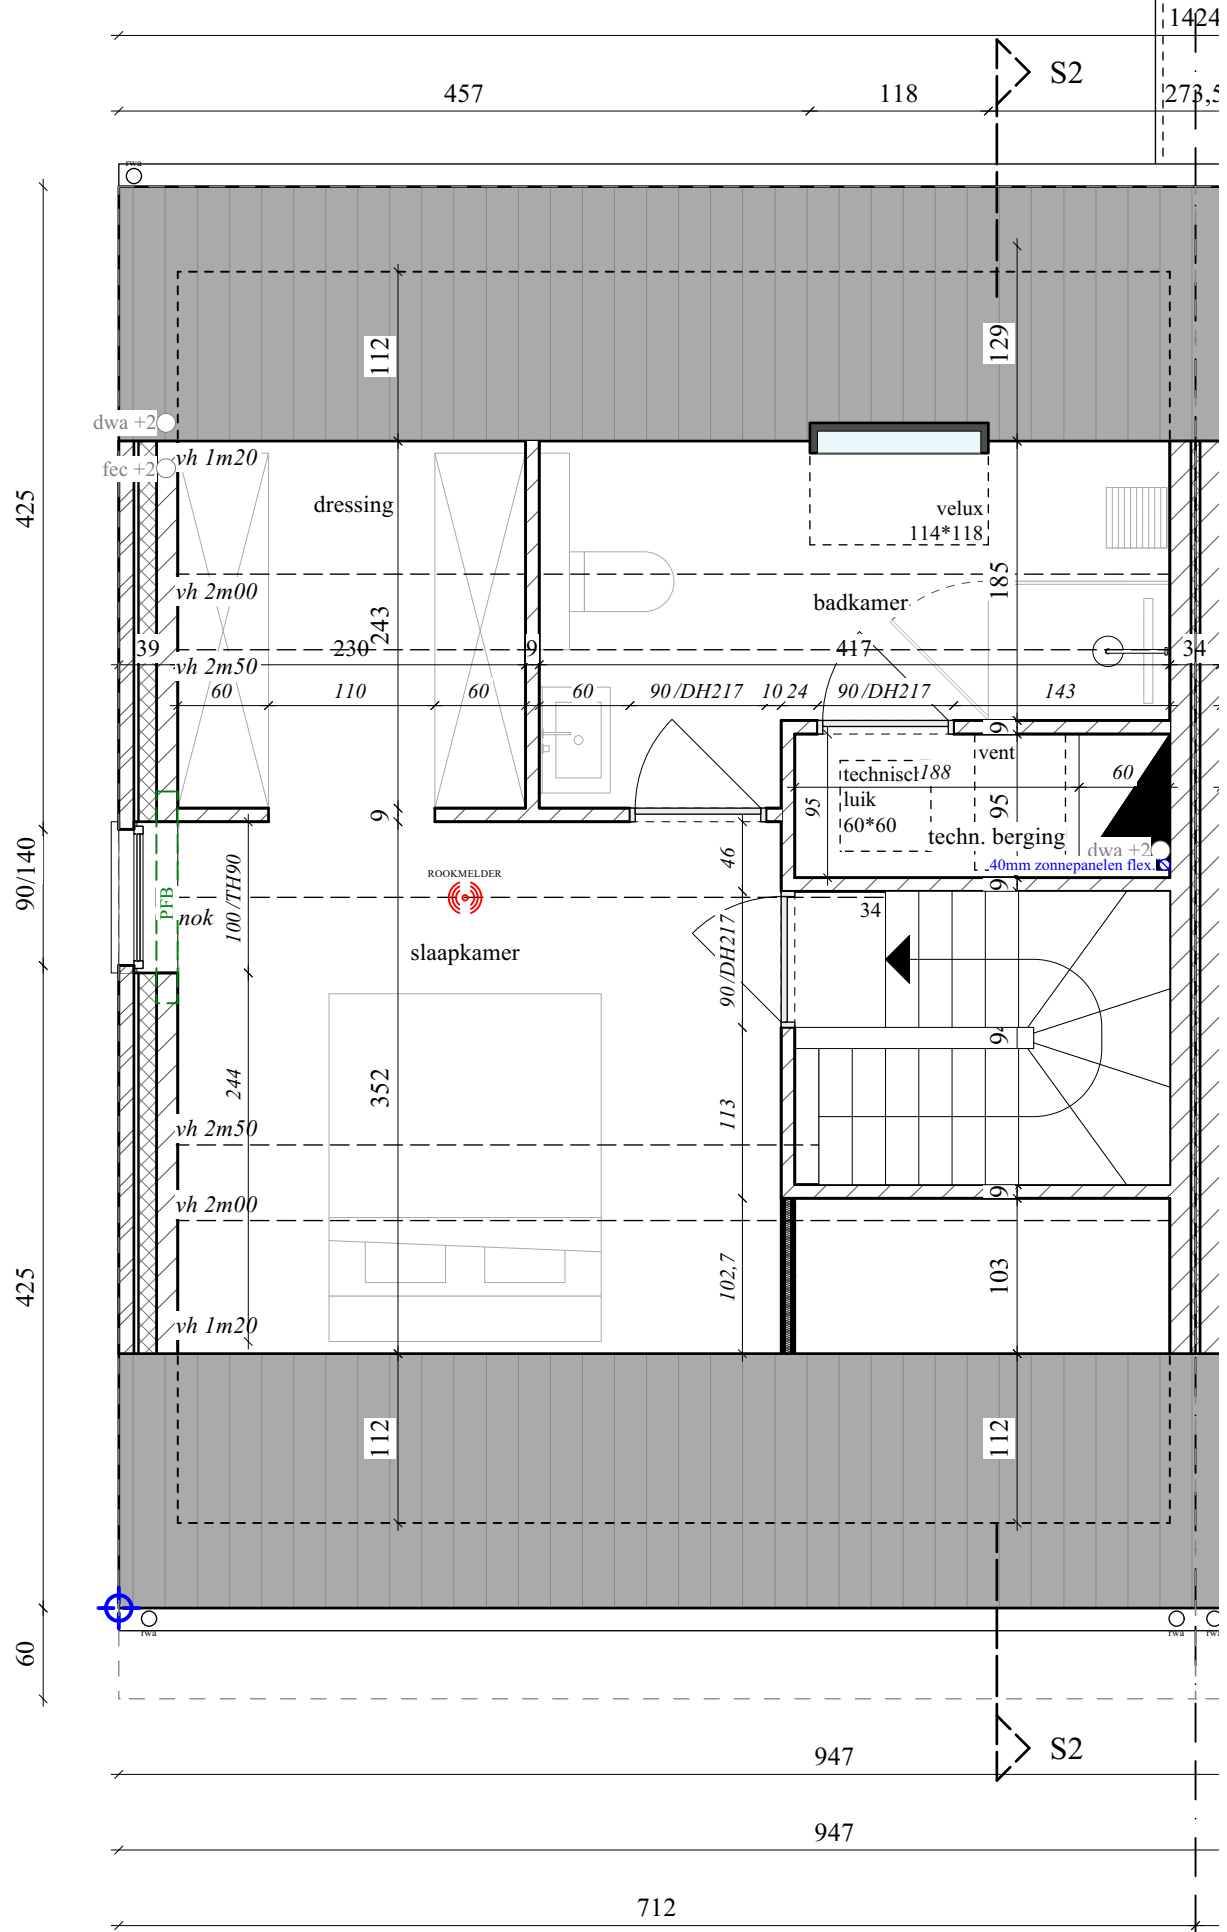 1424
S2
457
118
273,5
rwa
112
129
dwa +2
fec +2
vh 1m20
dressing
velux
114*118
425
vh 2m00
badkamer
185
243
39
230
9
417
34
vh 2m50
60
110
60
60
90/DH217
10
24
90/DH217
143
9
vent
technisch
luik
60*60
188
60
95
95
techn. berging
dwa +2
40mm zonnepanelen flex.
9
9
46
90/140
PFB
nok
100/TH90
ROOKMELDER
slaapkamer
90/DH217
34
94
244
352
113
vh 2m50
vh 2m00
9
425
102,7
103
vh 1m20
112
112
rwa
rwa
rwa
60
S2
947
947
712